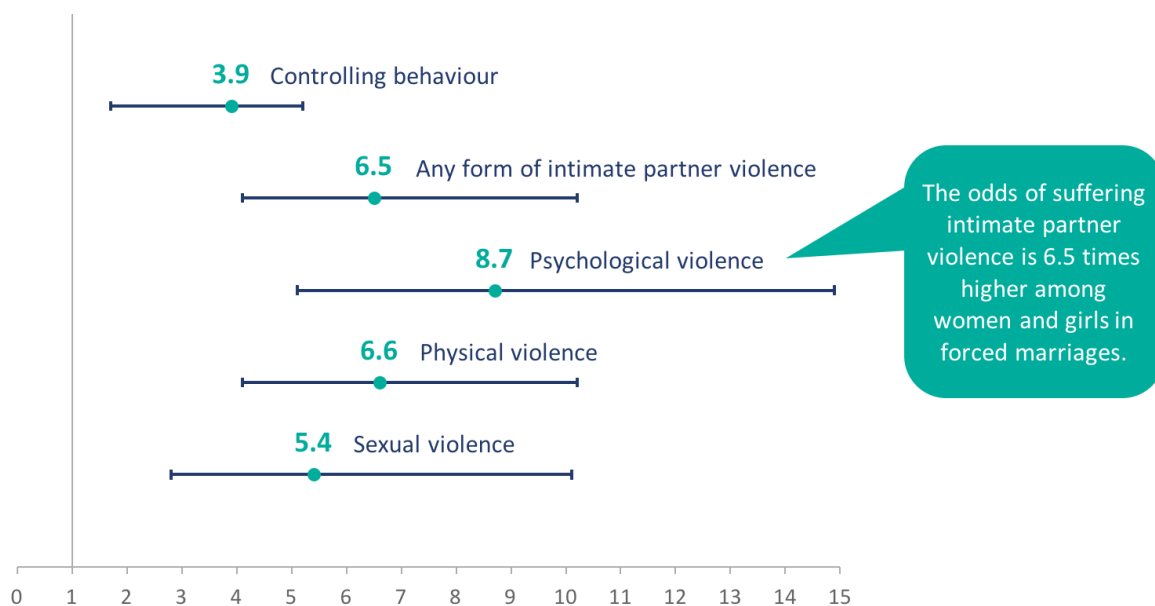 3.9 Controlling behaviour
6.5 Any form of intimate partner violence
8.7 Psychological violence
6.6 Physical violence
5.4 Sexual violence
The odds of suffering
intimate partner
violence is 6.5 times
higher among
women and girls in
forced marriages.
0 1 2 3 4 5 6 7 8 9 10 11 12 13 14 15